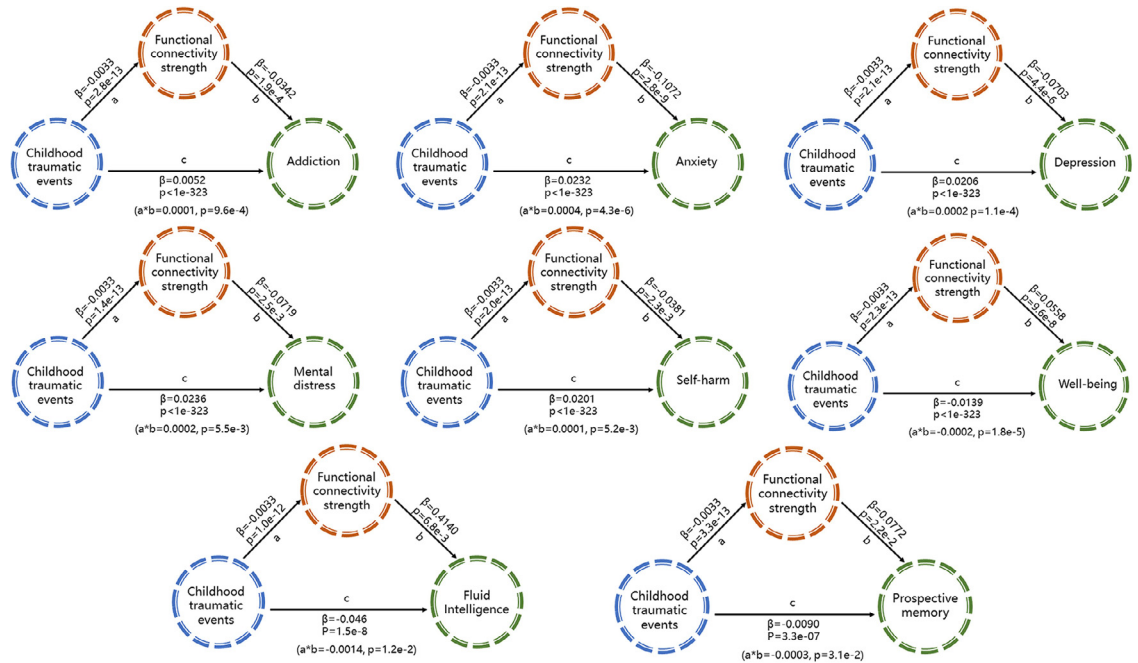 Functional
connectivity
strength
β=-0.0033
p=2.8e-13
a
β=-0.0342
p=1.9e-4
b
Childhood
traumatic
events
Addiction
c
β=0.0052
p<1e-323
(a*b=0.0001, p=9.6e-4)
Functional
connectivity
strength
β=-0.0033
p=2.1e-13
a
β=-0.1072
p=2.8e-9
b
Childhood
traumatic
events
Anxiety
c
β=0.0232
p<1e-323
(a*b=0.0004, p=4.3e-6)
Functional
connectivity
strength
β=-0.0033
p=2.1e-13
a
β=-0.0703
p=4.4e-6
b
Childhood
traumatic
events
Depression
c
β=0.0206
p<1e-323
(a*b=0.0002 p=1.1e-4)
Functional
connectivity
strength
β=-0.0033
p=1.4e-13
a
β=-0.0719
p=2.5e-3
b
Childhood
traumatic
events
Mental
distress
c
β=0.0236
p<1e-323
(a*b=0.0002, p=5.5e-3)
Functional
connectivity
strength
β=-0.0033
p=2.0e-13
a
β=-0.0381
p=2.3e-3
b
Childhood
traumatic
events
Self-harm
c
β=0.0201
p<1e-323
(a*b=0.0001, p=5.2e-3)
Functional
connectivity
strength
β=-0.0033
p=2.3e-13
a
β=0.0558
p=9.6e-8
b
Childhood
traumatic
events
Well-being
c
β=-0.0139
p<1e-323
(a*b=-0.0002, p=1.8e-5)
Functional
connectivity
strength
β=-0.0033
p=1.0e-12
a
β=0.4140
p=6.8e-3
b
Childhood
traumatic
events
Fluid
Intelligence
c
β=-0.046
P=1.5e-8
(a*b=-0.0014, p=1.2e-2)
Functional
connectivity
strength
β=-0.0033
p=3.3e-13
a
β=0.0772
p=2.2e-2
b
Childhood
traumatic
events
Prospective
memory
c
β=-0.0090
P=3.3e-07
(a*b=-0.0003, p=3.1e-2)